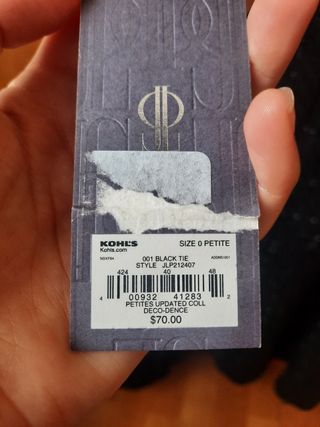 KOHL'S SIZE 0 PETITE
Kohls.com
001 BLACK TIE
STYLE JLP212407
424 40 48
4 00932 41283 2
PETITES UPDATED COLL
DECO-DENCE
$70.00